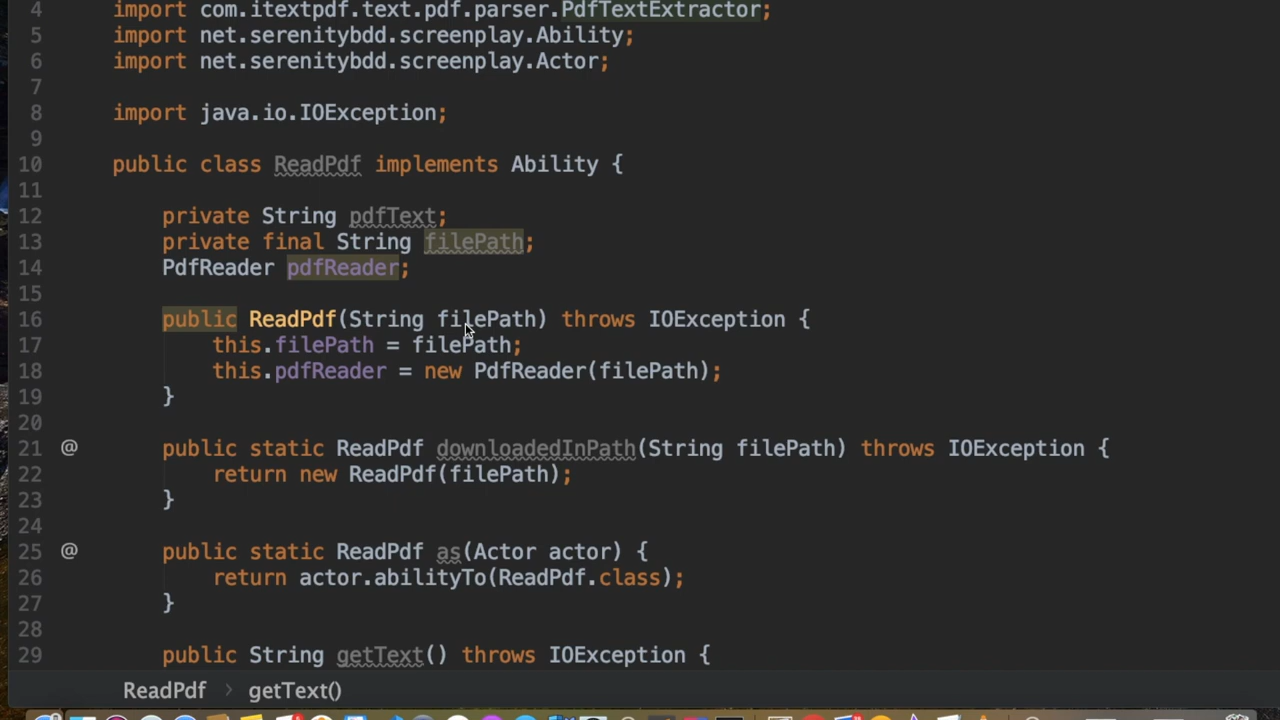 4 import com.itextpdf.text.pdf.parser.PdfTextExtractor;
5 import net.serenitybdd.screenplay.Ability;
6 import net.serenitybdd.screenplay.Actor;
7
8 import java.io.IOException;
9
10 public class ReadPdf implements Ability {
11
12 private String pdfText;
13 private final String filePath;
14 PdfReader pdfReader;
15
16 public ReadPdf(String filePath) throws IOException {
17 this.filePath = filePath;
18 this.pdfReader = new PdfReader(filePath);
19 }
20
21 @ public static ReadPdf downloadedInPath(String filePath) throws IOException {
22 return new ReadPdf(filePath);
23 }
24
25 @ public static ReadPdf as(Actor actor) {
26 return actor.abilityTo(ReadPdf.class);
27 }
28
29 public String getText() throws IOException {
ReadPdf › getText()